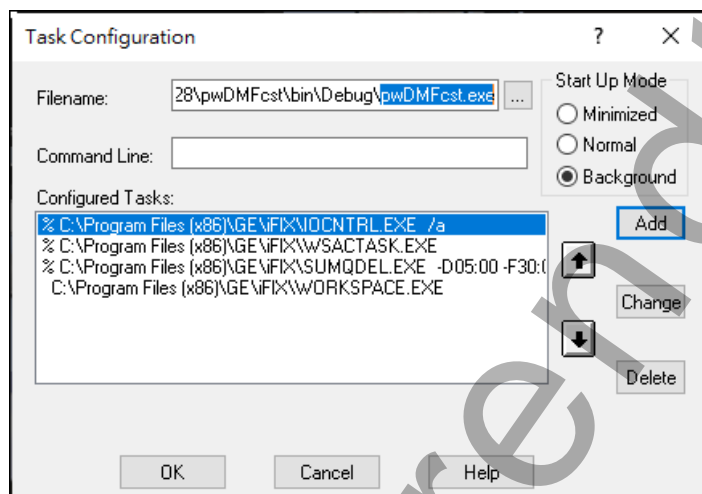 Task Configuration
?
Filename:
28\pwDMFcst\bin\Debug\pwDMFcst.exe
...
Start Up Mode
Minimized
Normal
Background
Command Line:
Configured Tasks:
% C:\Program Files (x86)\GE\iFIX\IOCNTRL.EXE /a
% C:\Program Files (x86)\GE\iFIX\WSACTASK.EXE
% C:\Program Files (x86)\GE\iFIX\SUMQDEL.EXE -D05:00 -F30:
C:\Program Files (x86)\GE\iFIX\WORKSPACE.EXE
Add
Change
Delete
OK
Cancel
Help